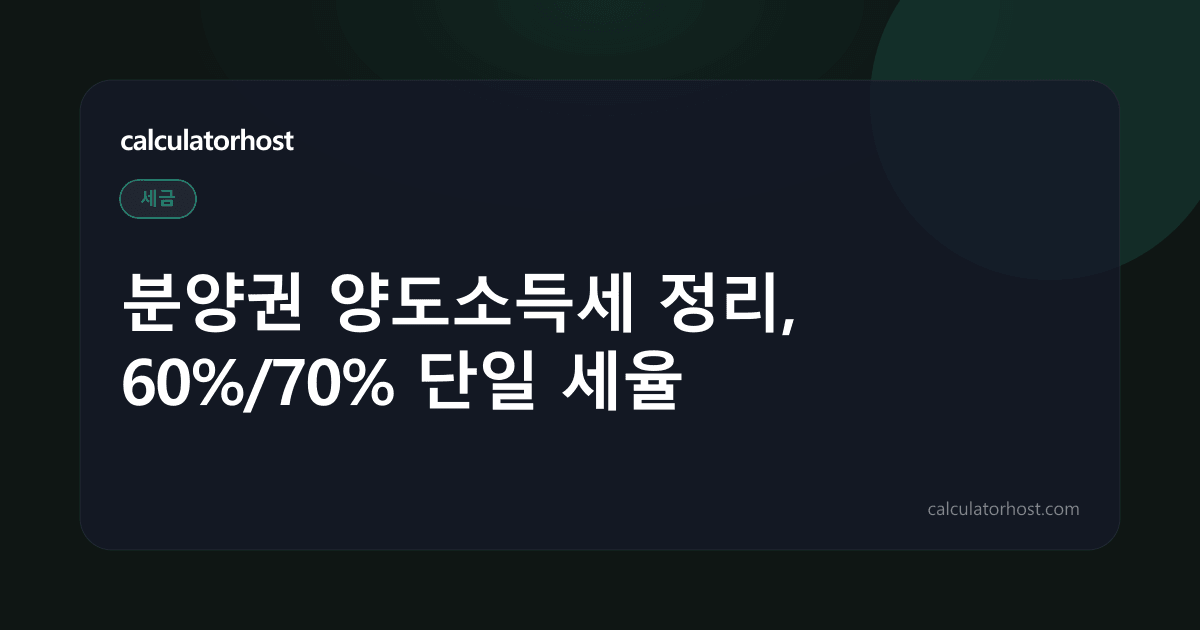 calculatorhost
세금
분양권 양도소득세 정리,
60%/70% 단일 세율
calculatorhost.com